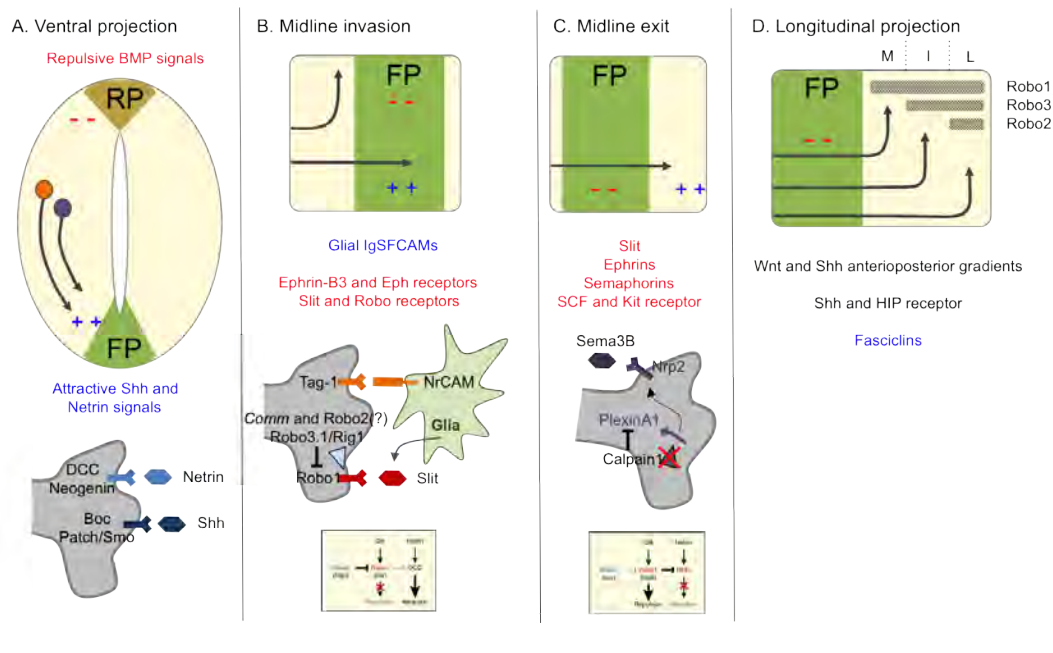 A. Ventral projection
Repulsive BMP signals
RP
- -
+ +
FP
Attractive Shh and
Netrin signals
DCC
Neogenin
Netrin
Boc
Patch/Smo
Shh
B. Midline invasion
FP
- -
+ +
Glial IgSFCAMs
Ephrin-B3 and Eph receptors
Slit and Robo receptors
Tag-1
NrCAM
Comm and Robo2(?)
Robo3.1/Rig1
Glia
Robo1
Slit
DCC
C. Midline exit
FP
- -
+ +
Slit
Ephrins
Semaphorins
SCF and Kit receptor
Sema3B
Nrp2
PlexinA1
Calpain1
Repulsion
D. Longitudinal projection
M I L
FP
- -
Robo1
Robo3
Robo2
Wnt and Shh anterioposterior gradients
Shh and HIP receptor
Fasciclins